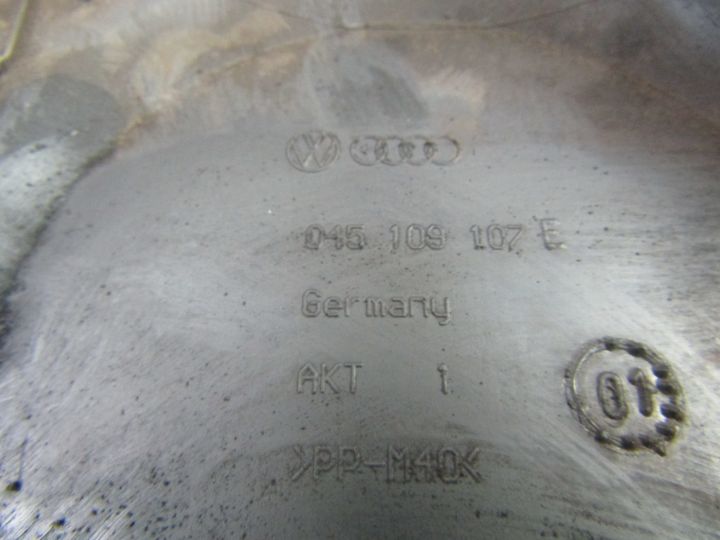 045 109 107 E
Germany
AKT 1
01
>PP-M40<